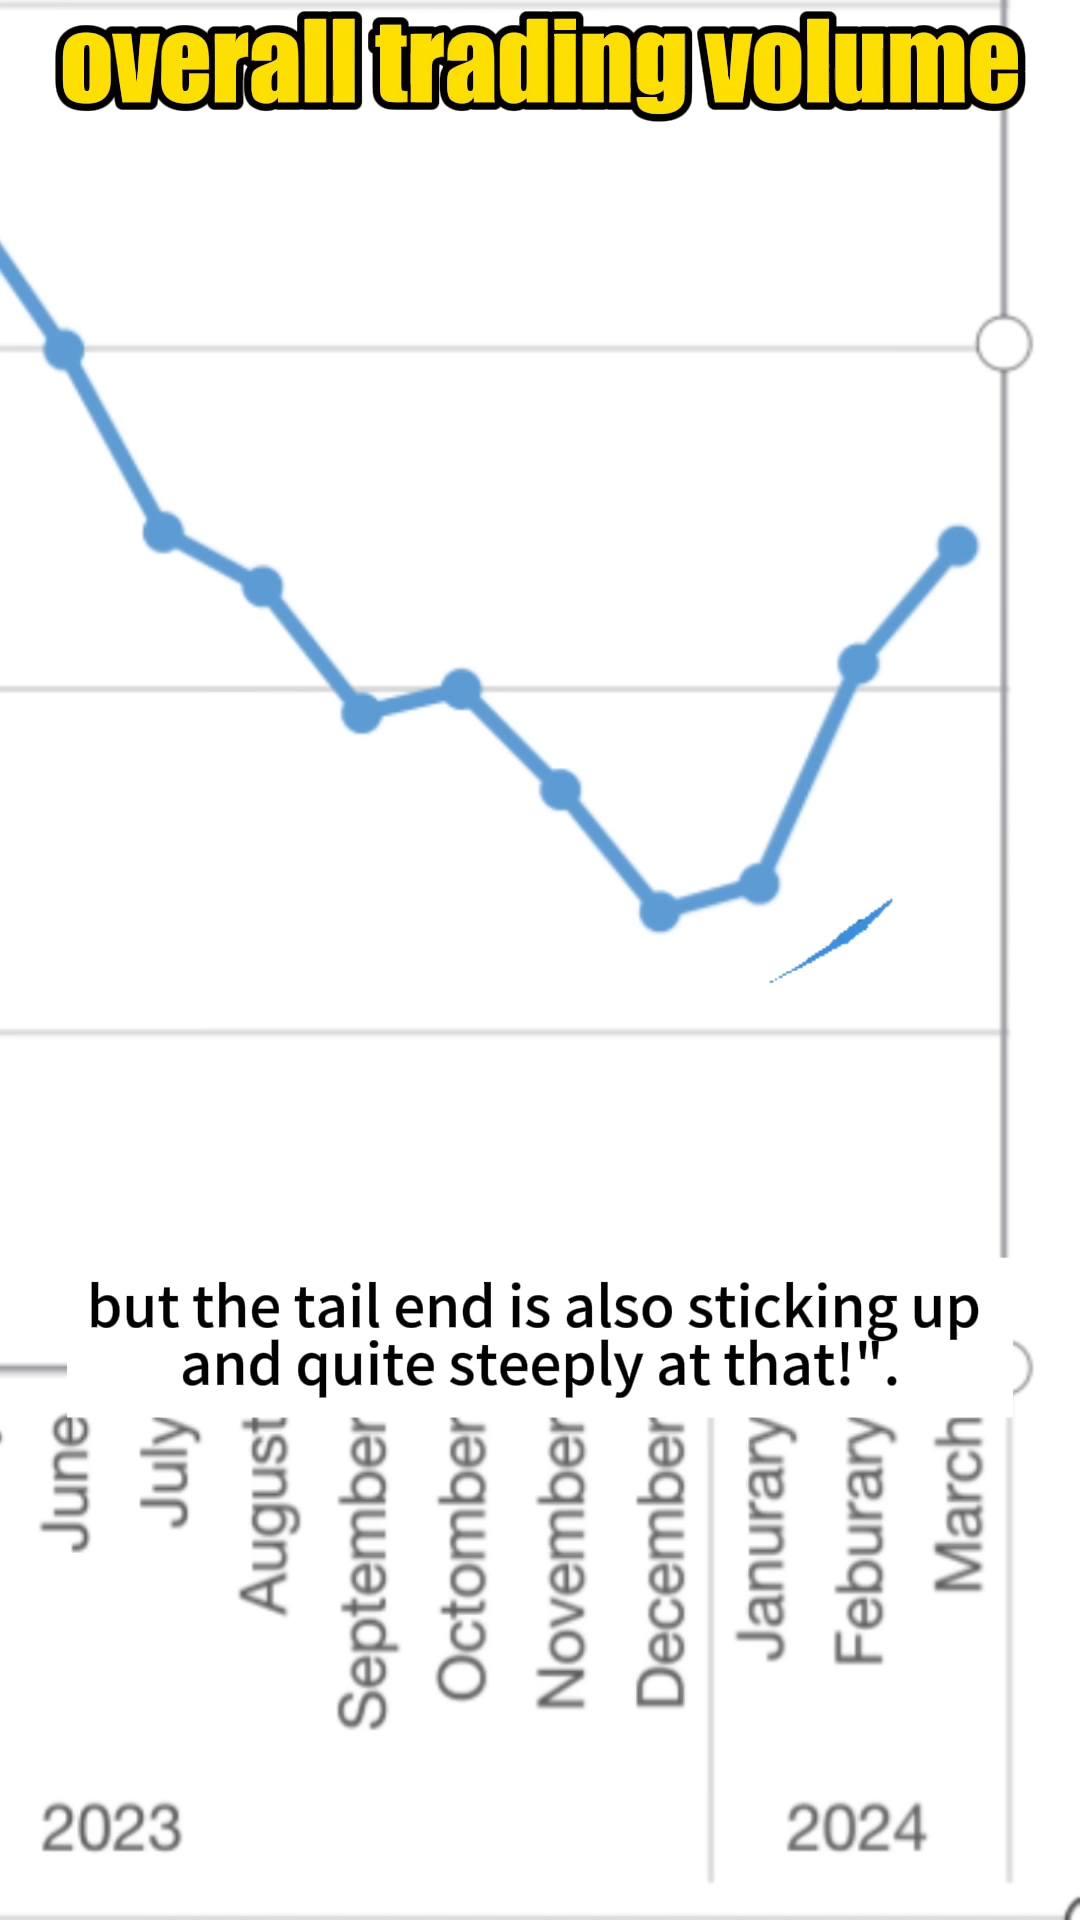 overall trading volume
but the tail end is also sticking up
and quite steeply at that!".
June
July
August
September
Octomber
November
December
Janurary
Feburary
March
2023
2024